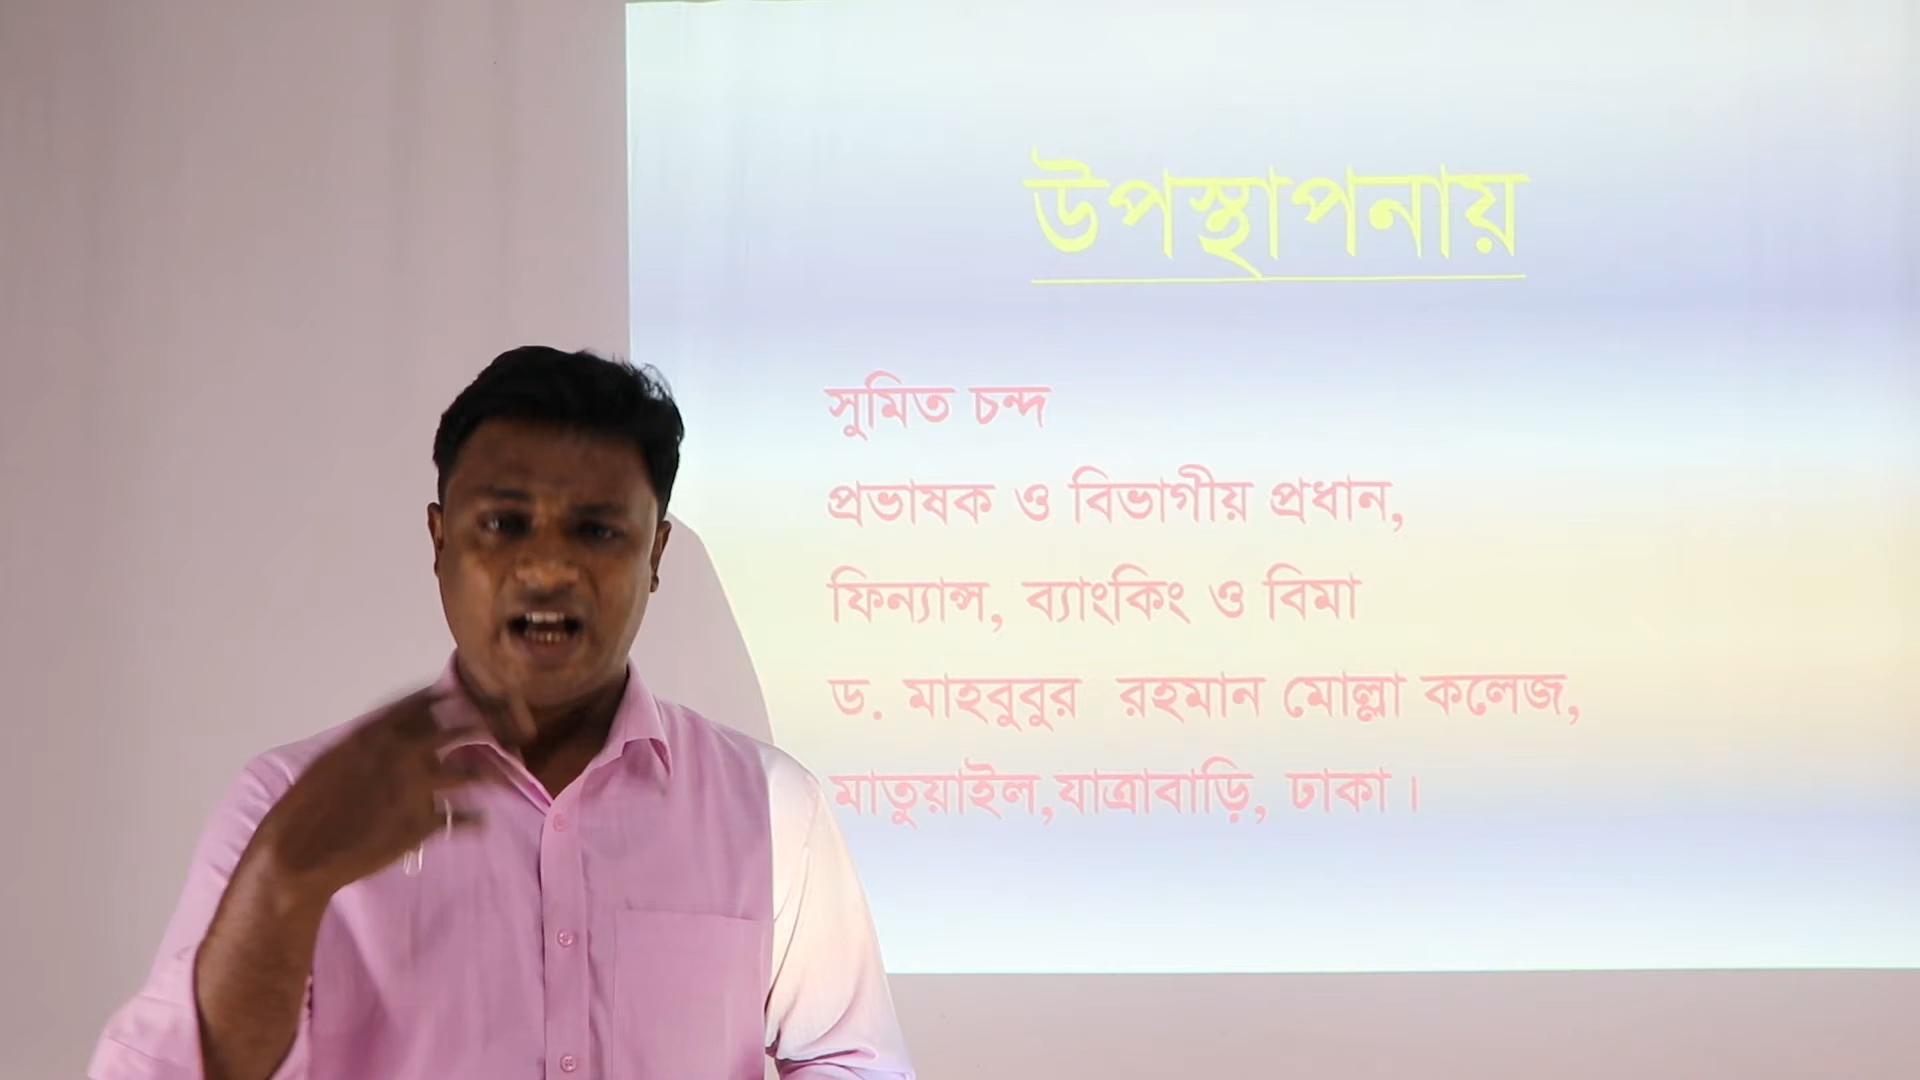 উপস্থাপনায়
সুমিত চন্দ
প্রভাষক ও বিভাগীয় প্রধান,
ফিন্যান্স, ব্যাংকিং ও বিমা
ড. মাহবুবুর রহমান মোল্লা কলেজ,
মাতুয়াইল,যাত্রাবাড়ি, ঢাকা।